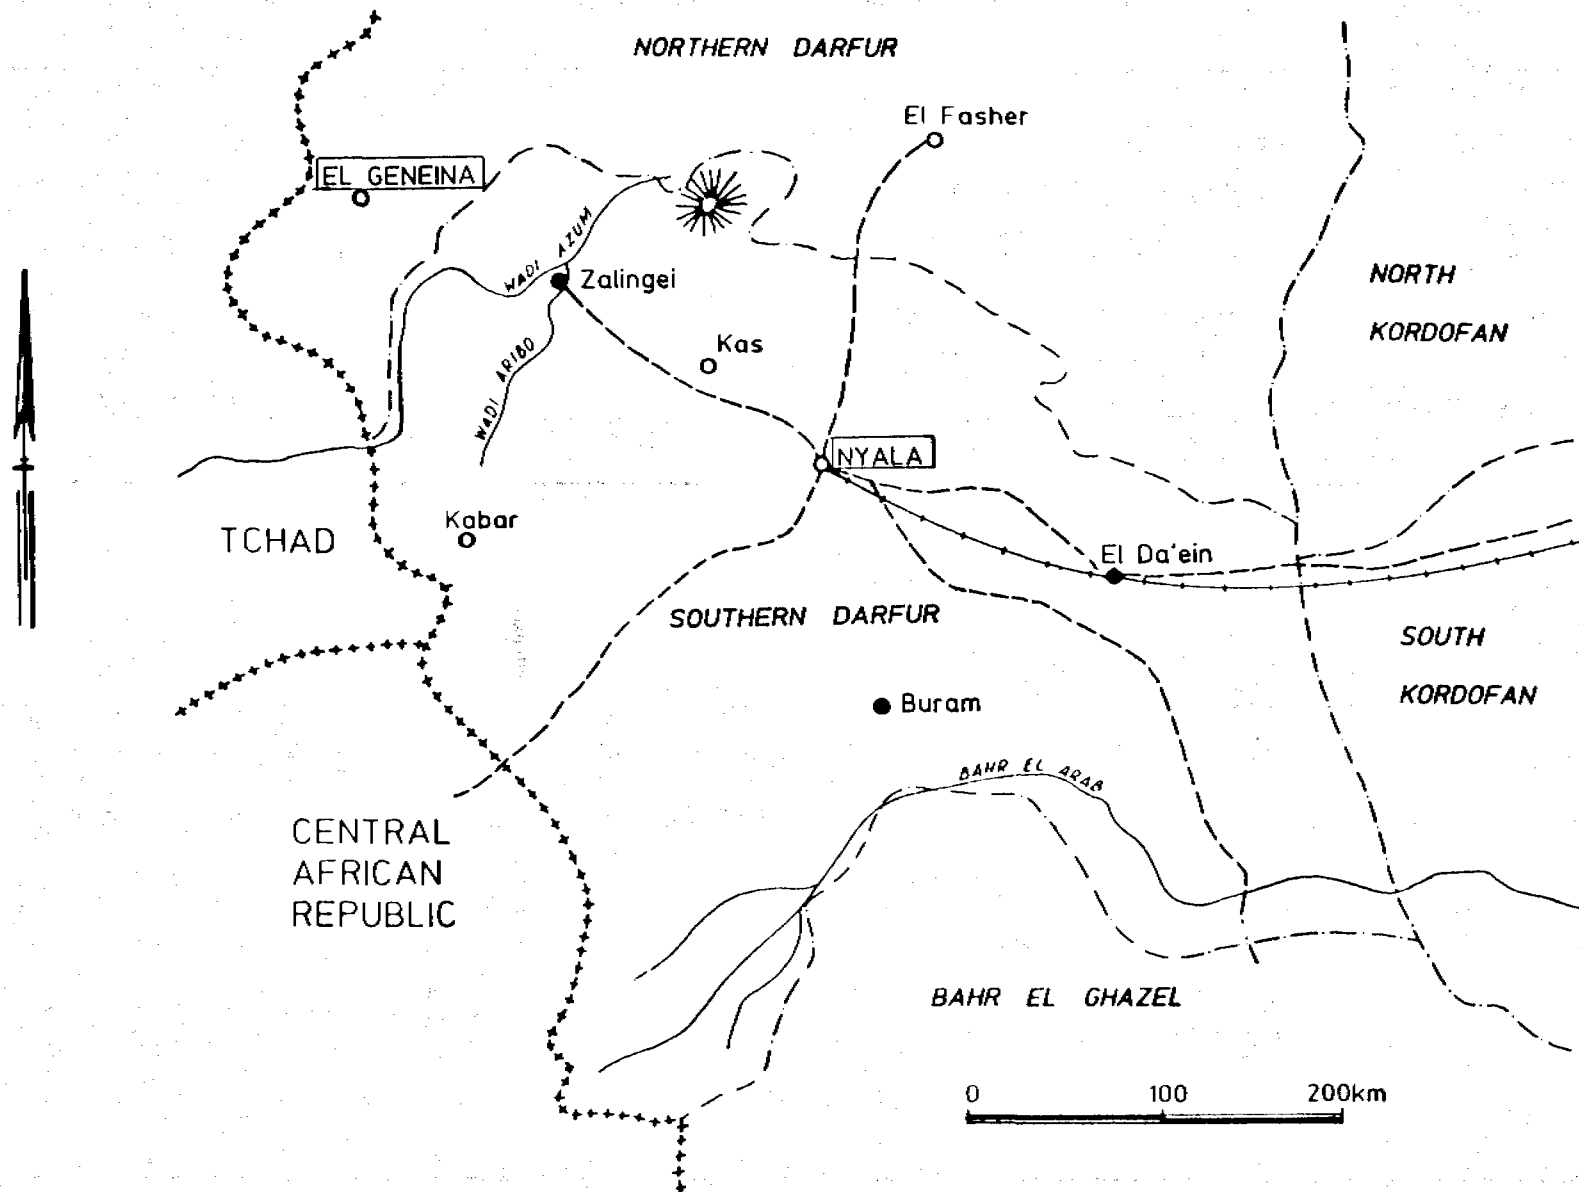 NORTHERN DARFUR
El Fasher
EL GENEINA
WADI AZUM
Zalingei
NORTH
KORDOFAN
Kas
WADI ARIBO
NYALA
Kabar
TCHAD
El Da'ein
SOUTHERN DARFUR
SOUTH
KORDOFAN
Buram
BAHR EL ARAB
CENTRAL
AFRICAN
REPUBLIC
BAHR EL GHAZEL
0 100 200km